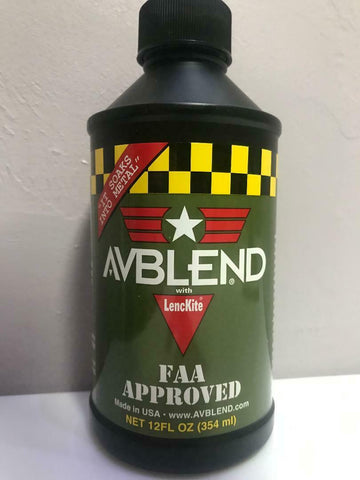 "IT SOAKS
INTO METAL"
AVBLEND®
with
LencKite®
FAA
APPROVED
Made in USA • www.AVBLEND.com
NET 12FL OZ (354 ml)